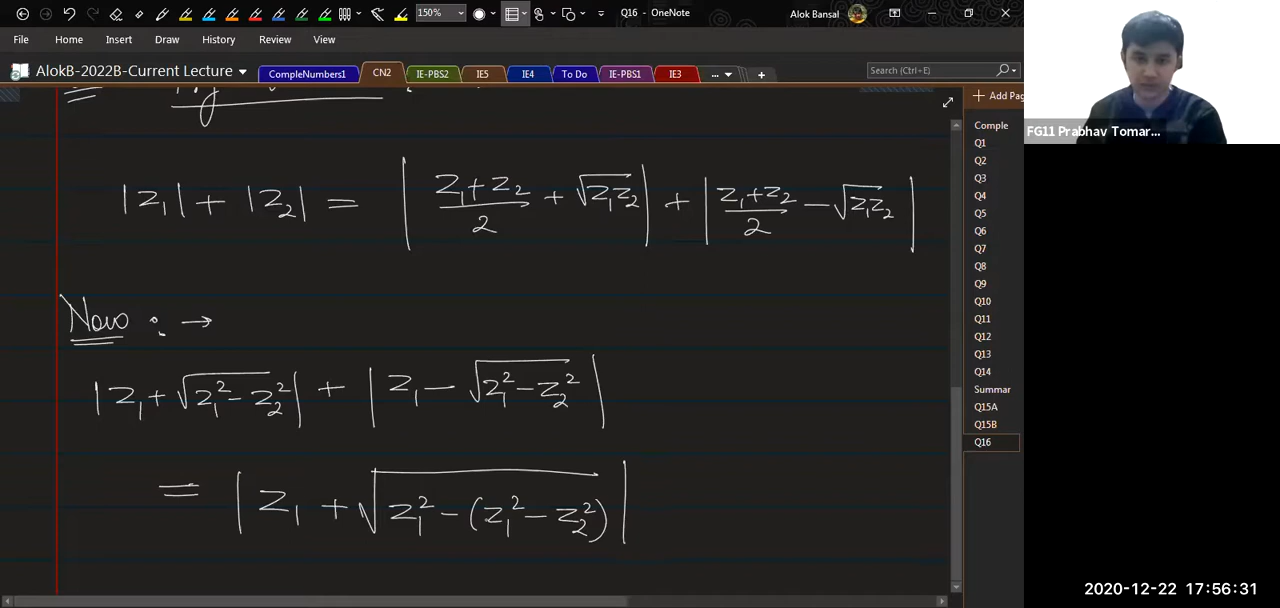 Q16 - OneNote
150%
Alok Bansal
File Home Insert Draw History Review View
AlokB-2022B-Current Lecture
CompleNumbers1 CN2 IE-PBS2 IE5 IE4 To Do IE-PBS1 IE3 ... +
Search (Ctrl+E)
Add Pag
Comple
Q1
Q2
Q3
Q4
Q5
Q6
Q7
Q8
Q9
Q10
Q11
Q12
Q13
Q14
Summar
Q15A
Q15B
Q16
FG11 Prabhav Tomar...
|z₁| + |z₂| = | (z₁+z₂)/2 + √(z₁z₂) | + | (z₁+z₂)/2 − √(z₁z₂) |
Now : →
|z₁ + √(z₁² − z₂²)| + |z₁ − √(z₁² − z₂²)|
= |z₁ + √(z₁² − (z₁² − z₂²))|
2020-12-22 17:56:31